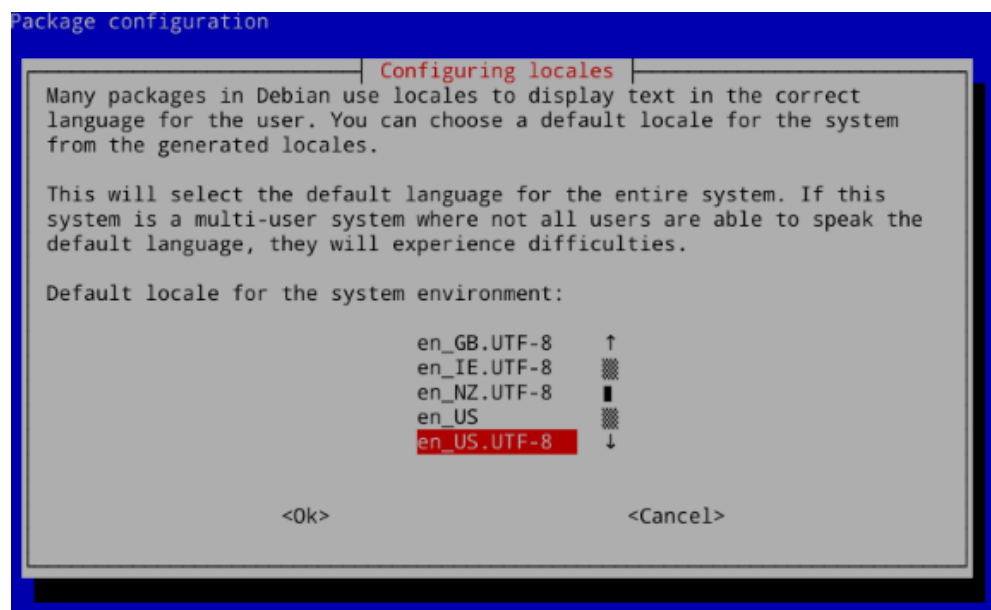 Package configuration
Configuring locales
Many packages in Debian use locales to display text in the correct
language for the user. You can choose a default locale for the system
from the generated locales.
This will select the default language for the entire system. If this
system is a multi-user system where not all users are able to speak the
default language, they will experience difficulties.
Default locale for the system environment:
en_GB.UTF-8 ↑
en_IE.UTF-8
en_NZ.UTF-8
en_US
en_US.UTF-8 ↓
<Ok> <Cancel>